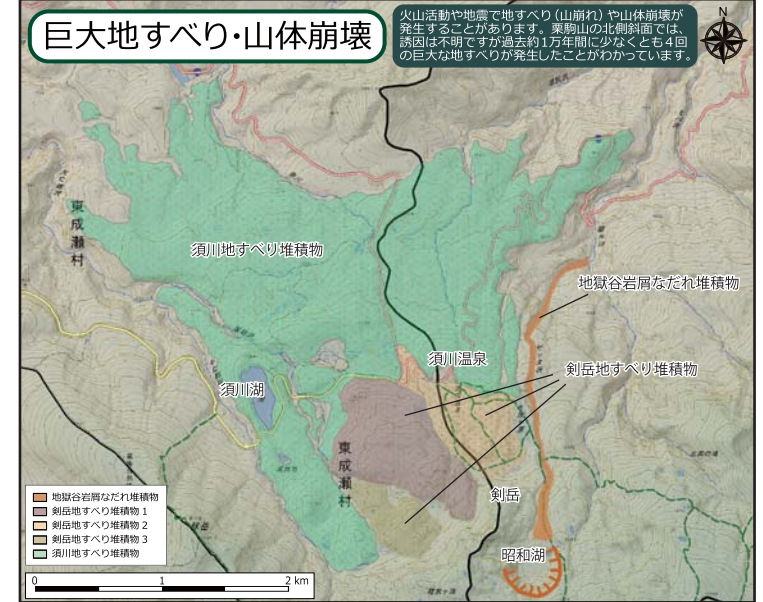 巨大地すべり・山体崩壊
火山活動や地震で地すべり（山崩れ）や山体崩壊が
発生することがあります。栗駒山の北側斜面では、
誘因は不明ですが過去約1万年間に少なくとも４回
の巨大な地すべりが発生したことがわかっています。
N
東成瀬村
須川地すべり堆積物
地獄谷岩屑なだれ堆積物
須川温泉
剣岳地すべり堆積物
須川湖
東成瀬村
剣岳
昭和湖
地獄谷岩屑なだれ堆積物
剣岳地すべり堆積物 1
剣岳地すべり堆積物 2
剣岳地すべり堆積物 3
須川地すべり堆積物
0 1 2 km